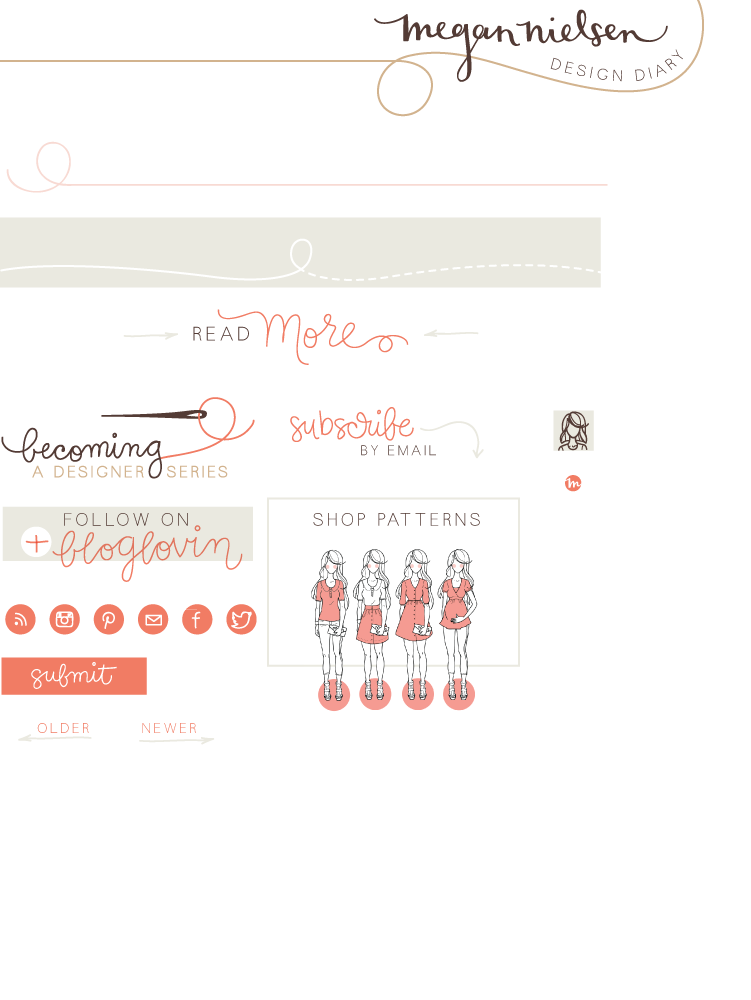 megan nielsen
DESIGN DIARY
READ More
becoming
A DESIGNER SERIES
subscribe
BY EMAIL
m
FOLLOW ON
+ bloglovin
SHOP PATTERNS
f
submit
OLDER
NEWER